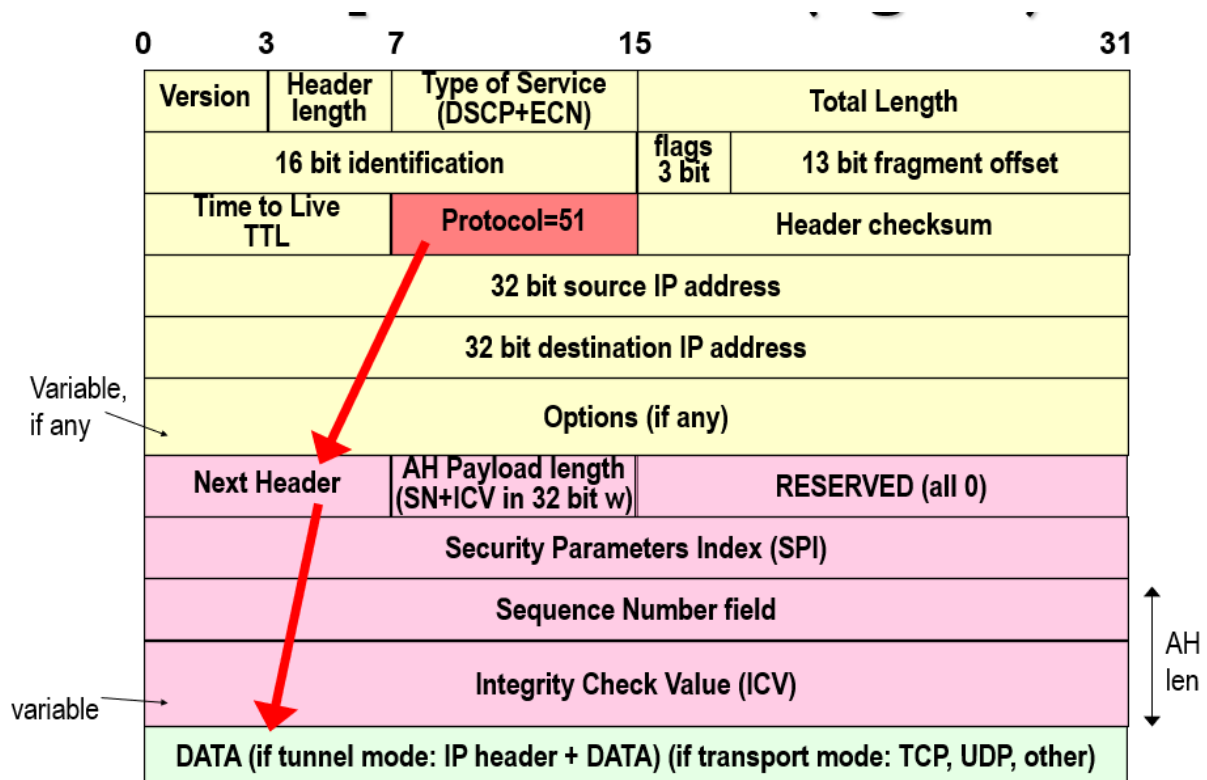 0 3 7 15 31
Version
Header
length
Type of Service
(DSCP+ECN)
Total Length
16 bit identification
flags
3 bit
13 bit fragment offset
Time to Live
TTL
Protocol=51
Header checksum
32 bit source IP address
32 bit destination IP address
Variable,
if any
Options (if any)
Next Header
AH Payload length
(SN+ICV in 32 bit w)
RESERVED (all 0)
Security Parameters Index (SPI)
Sequence Number field
AH
len
Integrity Check Value (ICV)
variable
DATA (if tunnel mode: IP header + DATA) (if transport mode: TCP, UDP, other)